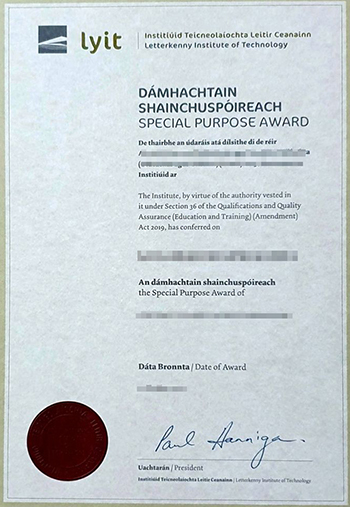 lyit
Institiúid Teicneolaíochta Leitir Ceanainn
Letterkenny Institute of Technology
DÁMHACHTAIN
SHAINCHUSPÓIREACH
SPECIAL PURPOSE AWARD
De thairbhe an údaráis atá dílsithe di de réir
Institiúid ar
The Institute, by virtue of the authority vested in
it under Section 36 of the Qualifications and Quality
Assurance (Education and Training) (Amendment)
Act 2019, has conferred on
An dámhachtain shainchuspóireach
the Special Purpose Award of
Dáta Bronnta / Date of Award
Paul Hannigan
Uachtarán / President
Institiúid Teicneolaíochta Leitir Ceanainn / Letterkenny Institute of Technology